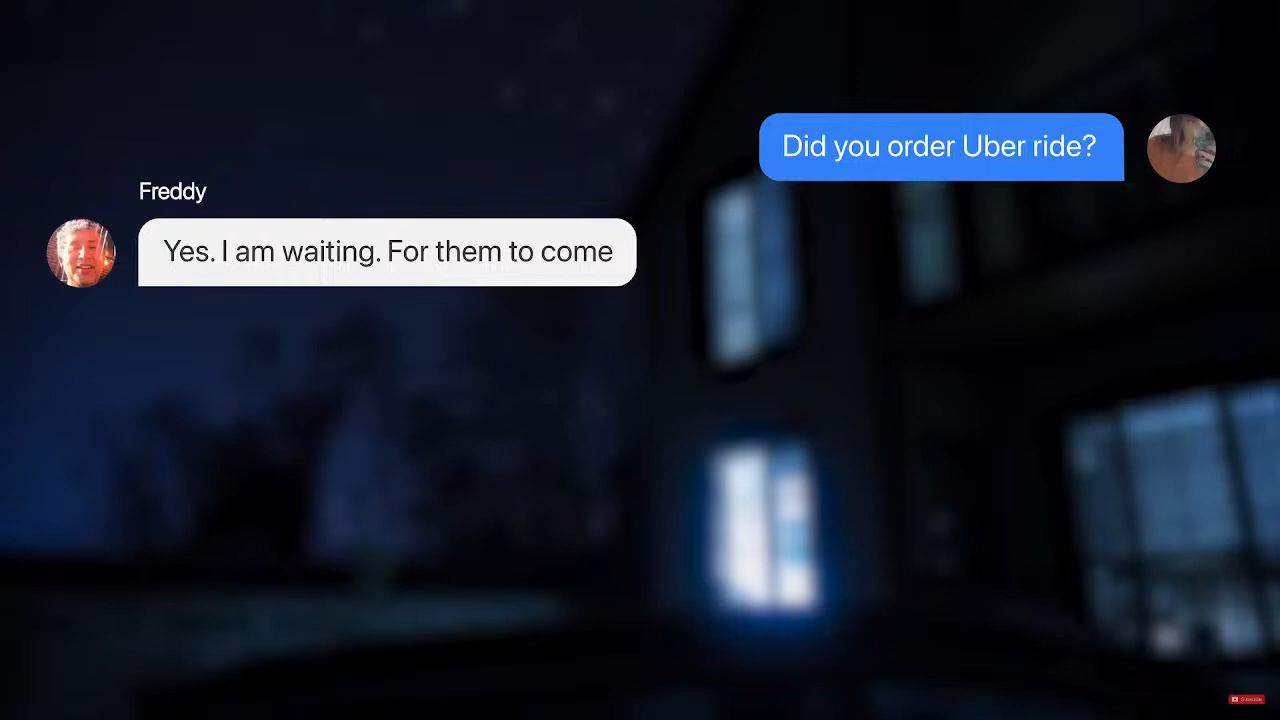 Did you order Uber ride?
Freddy
Yes. I am waiting. For them to come